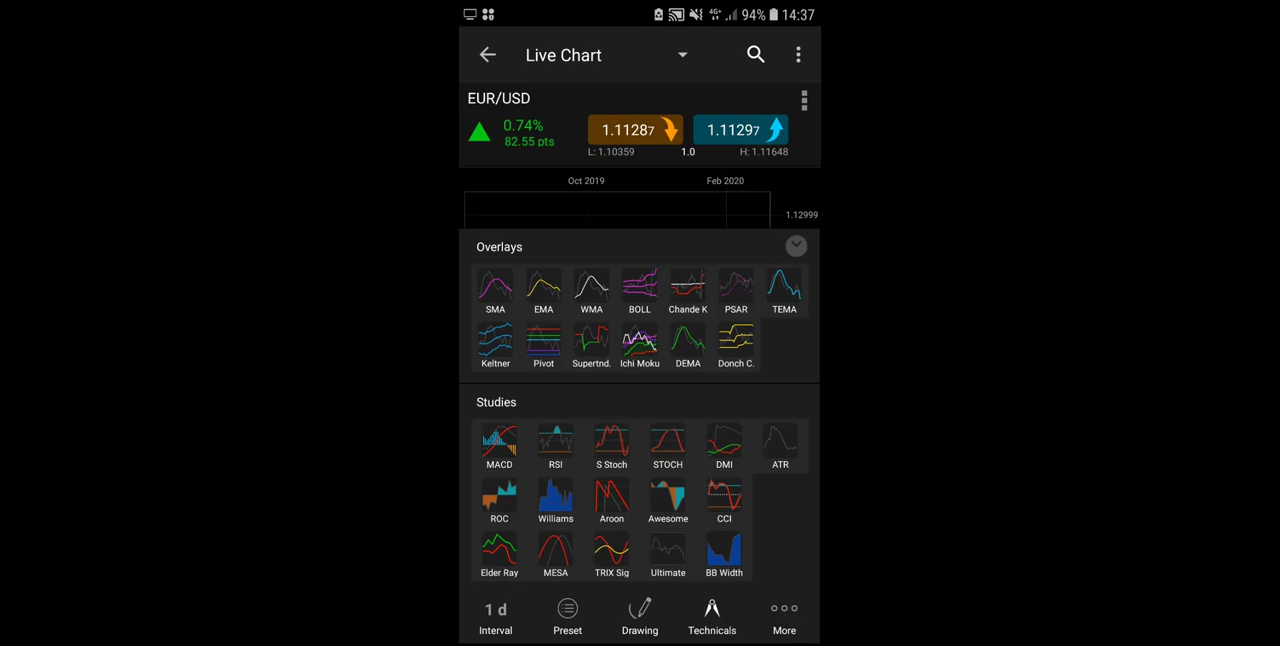 4G+ 94% 14:37
Live Chart
EUR/USD
0.74% 1.11287 1.11297
82.55 pts
L: 1.10359 1.0 H: 1.11648
Oct 2019 Feb 2020
1.12999
Overlays
SMA EMA WMA BOLL Chande K PSAR TEMA
Keltner Pivot Supertnd. Ichi Moku DEMA Donch C.
Studies
MACD RSI S Stoch STOCH DMI ATR
ROC Williams Aroon Awesome CCI
Elder Ray MESA TRIX Sig Ultimate BB Width
1 d
Interval Preset Drawing Technicals More